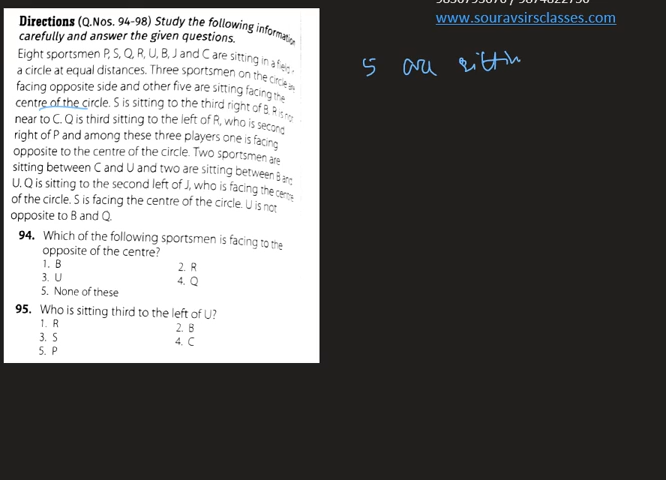 9830795076 / 9874622750
www.souravsirsclasses.com
Directions (Q.Nos. 94-98) Study the following information
carefully and answer the given questions.
Eight sportsmen P, S, Q, R, U, B, J and C are sitting in a field
a circle at equal distances. Three sportsmen on the circle are
facing opposite side and other five are sitting facing the
centre of the circle. S is sitting to the third right of B. R is not
near to C. Q is third sitting to the left of R, who is second
right of P and among these three players one is facing
opposite to the centre of the circle. Two sportsmen are
sitting between C and U and two are sitting between B and
U. Q is sitting to the second left of J, who is facing the centre
of the circle. S is facing the centre of the circle. U is not
opposite to B and Q.
94. Which of the following sportsmen is facing to the
opposite of the centre?
1. B 2. R
3. U 4. Q
5. None of these
95. Who is sitting third to the left of U?
1. R 2. B
3. S 4. C
5. P
5 are sittin